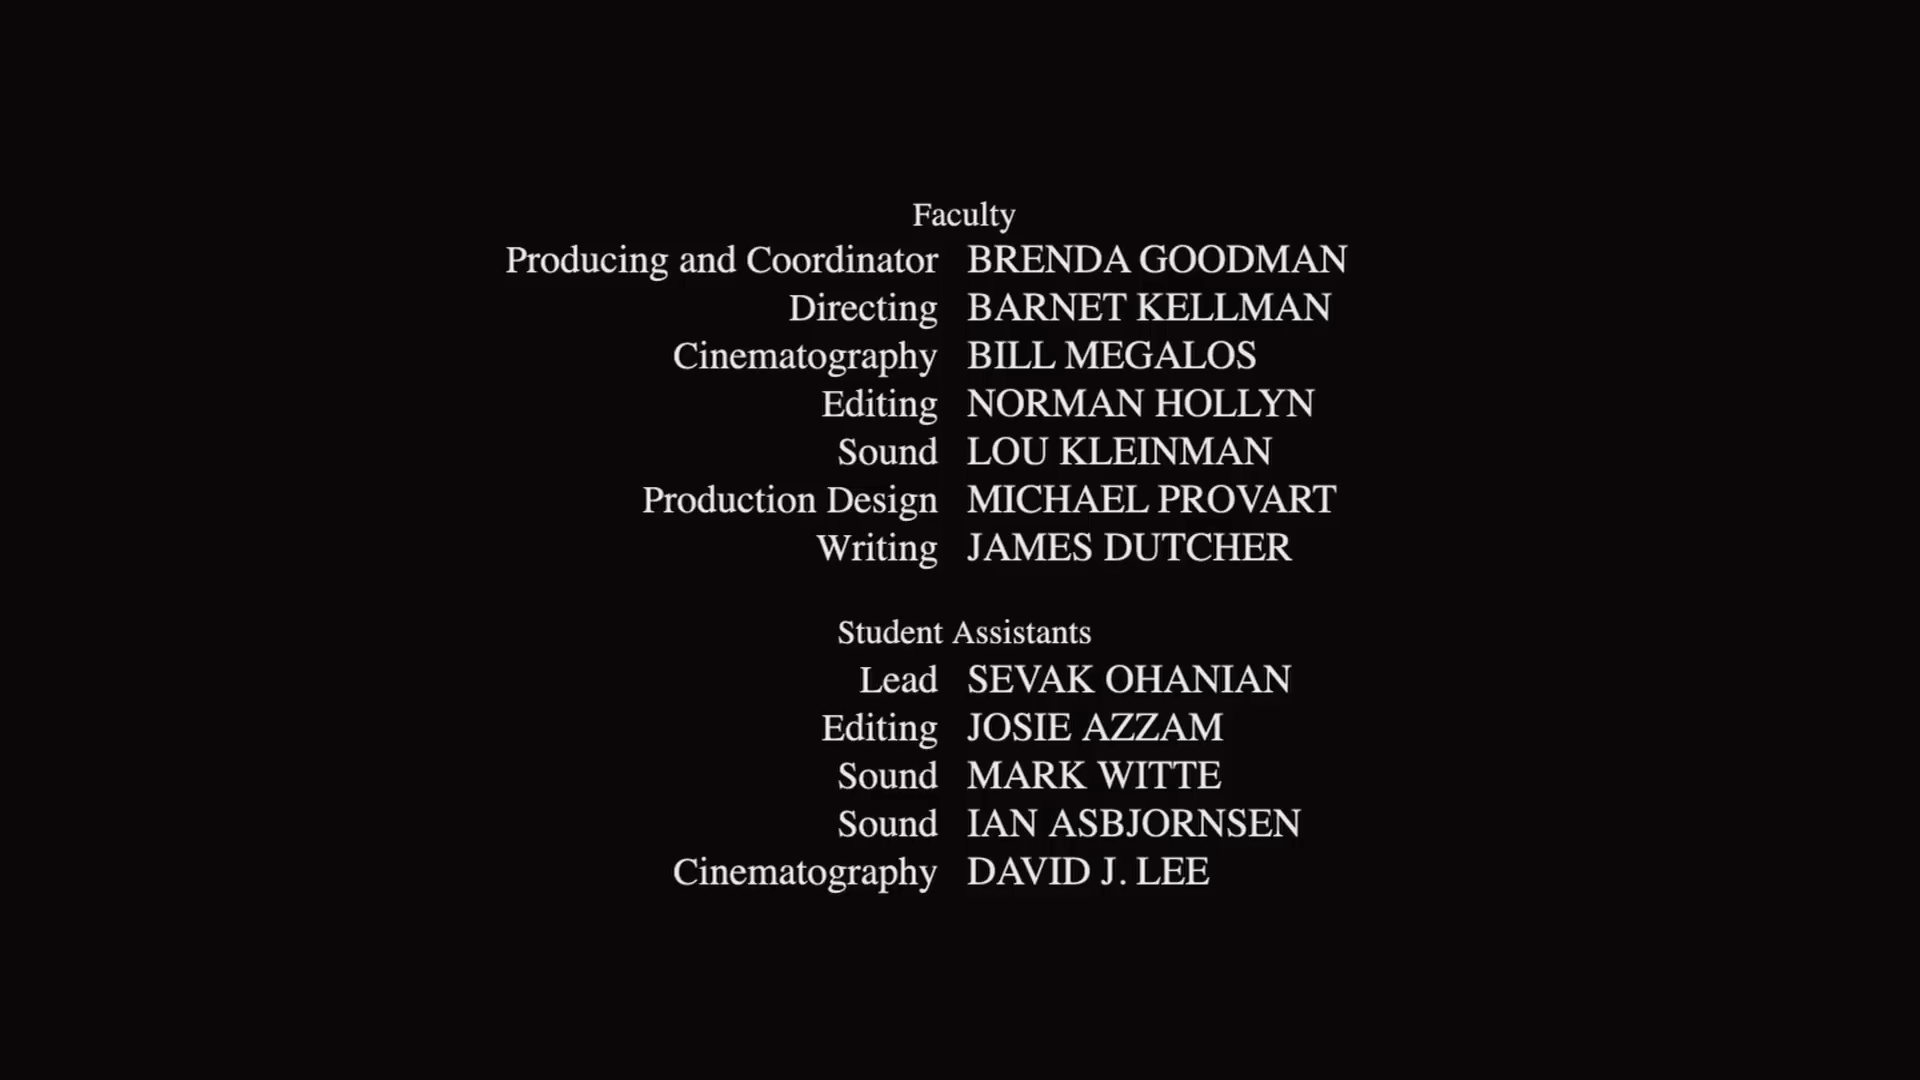 Faculty
Producing and Coordinator BRENDA GOODMAN
Directing BARNET KELLMAN
Cinematography BILL MEGALOS
Editing NORMAN HOLLYN
Sound LOU KLEINMAN
Production Design MICHAEL PROVART
Writing JAMES DUTCHER
Student Assistants
Lead SEVAK OHANIAN
Editing JOSIE AZZAM
Sound MARK WITTE
Sound IAN ASBJORNSEN
Cinematography DAVID J. LEE